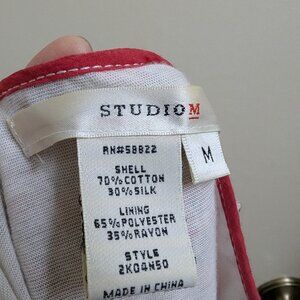 STUDIO M
M
RN#58822
SHELL
70%COTTON
30%SILK
LINING
65%POLYESTER
35%RAYON
STYLE
2K04N50
MADE IN CHINA